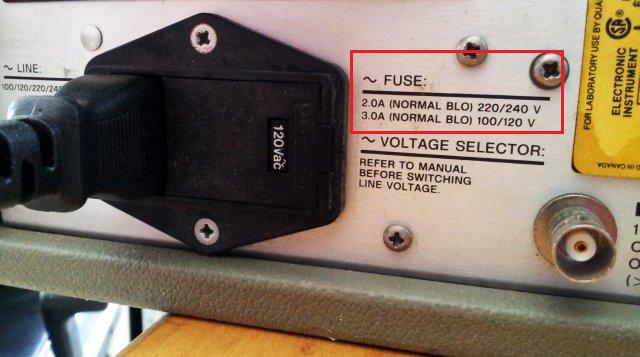 ~ LINE:
100/120/220/240
120Vac
~ FUSE:
2.0A (NORMAL BLO) 220/240 V
3.0A (NORMAL BLO) 100/120 V
~ VOLTAGE SELECTOR:
REFER TO MANUAL
BEFORE SWITCHING
LINE VOLTAGE.
FOR LABORATORY USE BY QUA
ELECTRONIC
INSTRUMENT
D IN CANADA